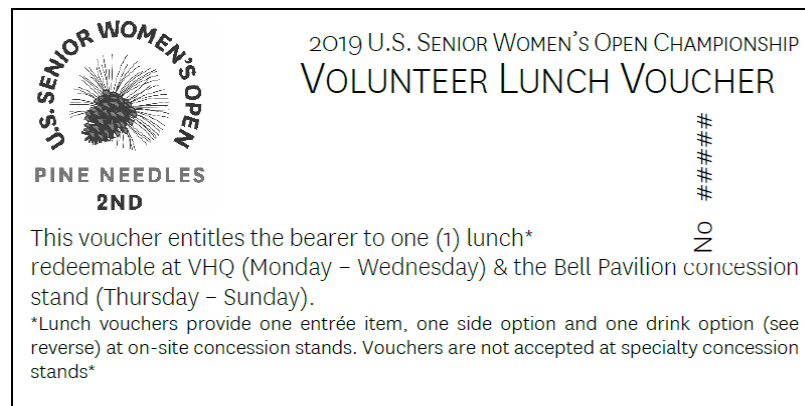 U.S. SENIOR WOMEN'S OPEN
PINE NEEDLES
2ND
2019 U.S. Senior Women's Open Championship
Volunteer Lunch Voucher
No #####
This voucher entitles the bearer to one (1) lunch*
redeemable at VHQ (Monday – Wednesday) & the Bell Pavilion concession
stand (Thursday – Sunday).
*Lunch vouchers provide one entrée item, one side option and one drink option (see
reverse) at on-site concession stands. Vouchers are not accepted at specialty concession
stands*